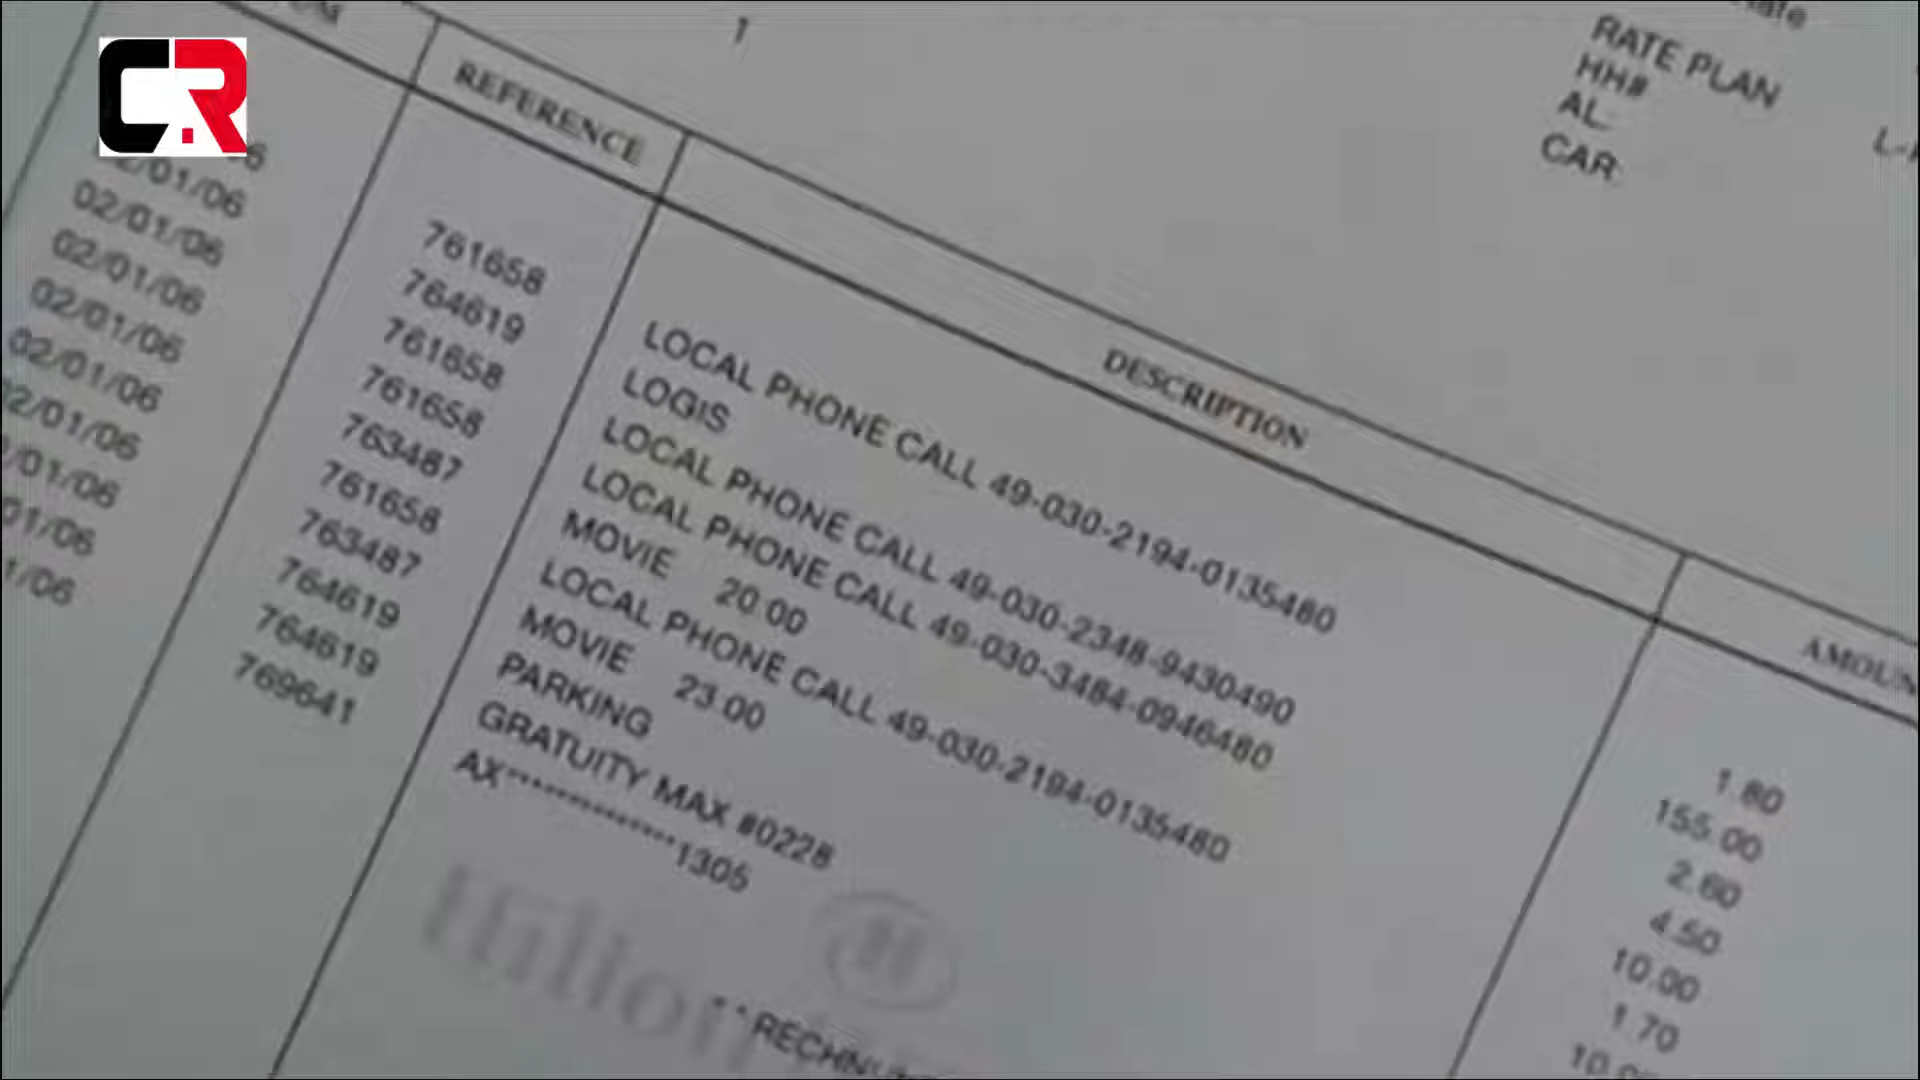 CR
1
RATE PLAN
HH#
AL:
CAR:
REFERENCE
DESCRIPTION
02/01/06 761658 LOCAL PHONE CALL 49-030-2194-0135480 1.80
02/01/06 764619 LOGIS 155.00
02/01/06 761658 LOCAL PHONE CALL 49-030-2348-9430490 2.60
02/01/06 761658 LOCAL PHONE CALL 49-030-3484-0946480 4.50
02/01/06 763487 MOVIE 20:00 10.00
761658 LOCAL PHONE CALL 49-030-2194-0135480 1.70
763487 MOVIE 23:00
764619 PARKING
764619 GRATUITY MAX #0228
769641 AX**************1305
Hilton